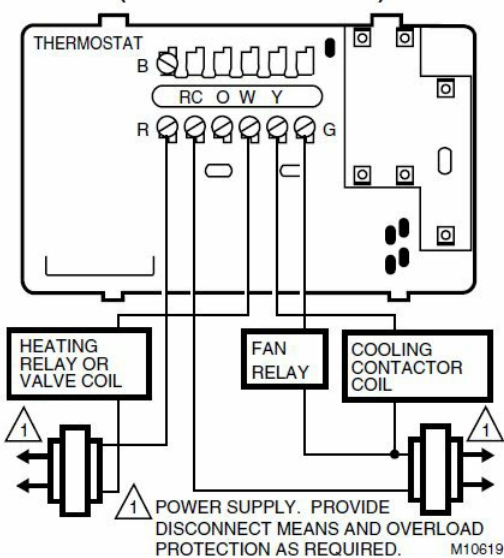 THERMOSTAT
B
RC O W Y
R
G
HEATING
RELAY OR
VALVE COIL
FAN
RELAY
COOLING
CONTACTOR
COIL
1
1
1 POWER SUPPLY. PROVIDE
DISCONNECT MEANS AND OVERLOAD
PROTECTION AS REQUIRED. M10619